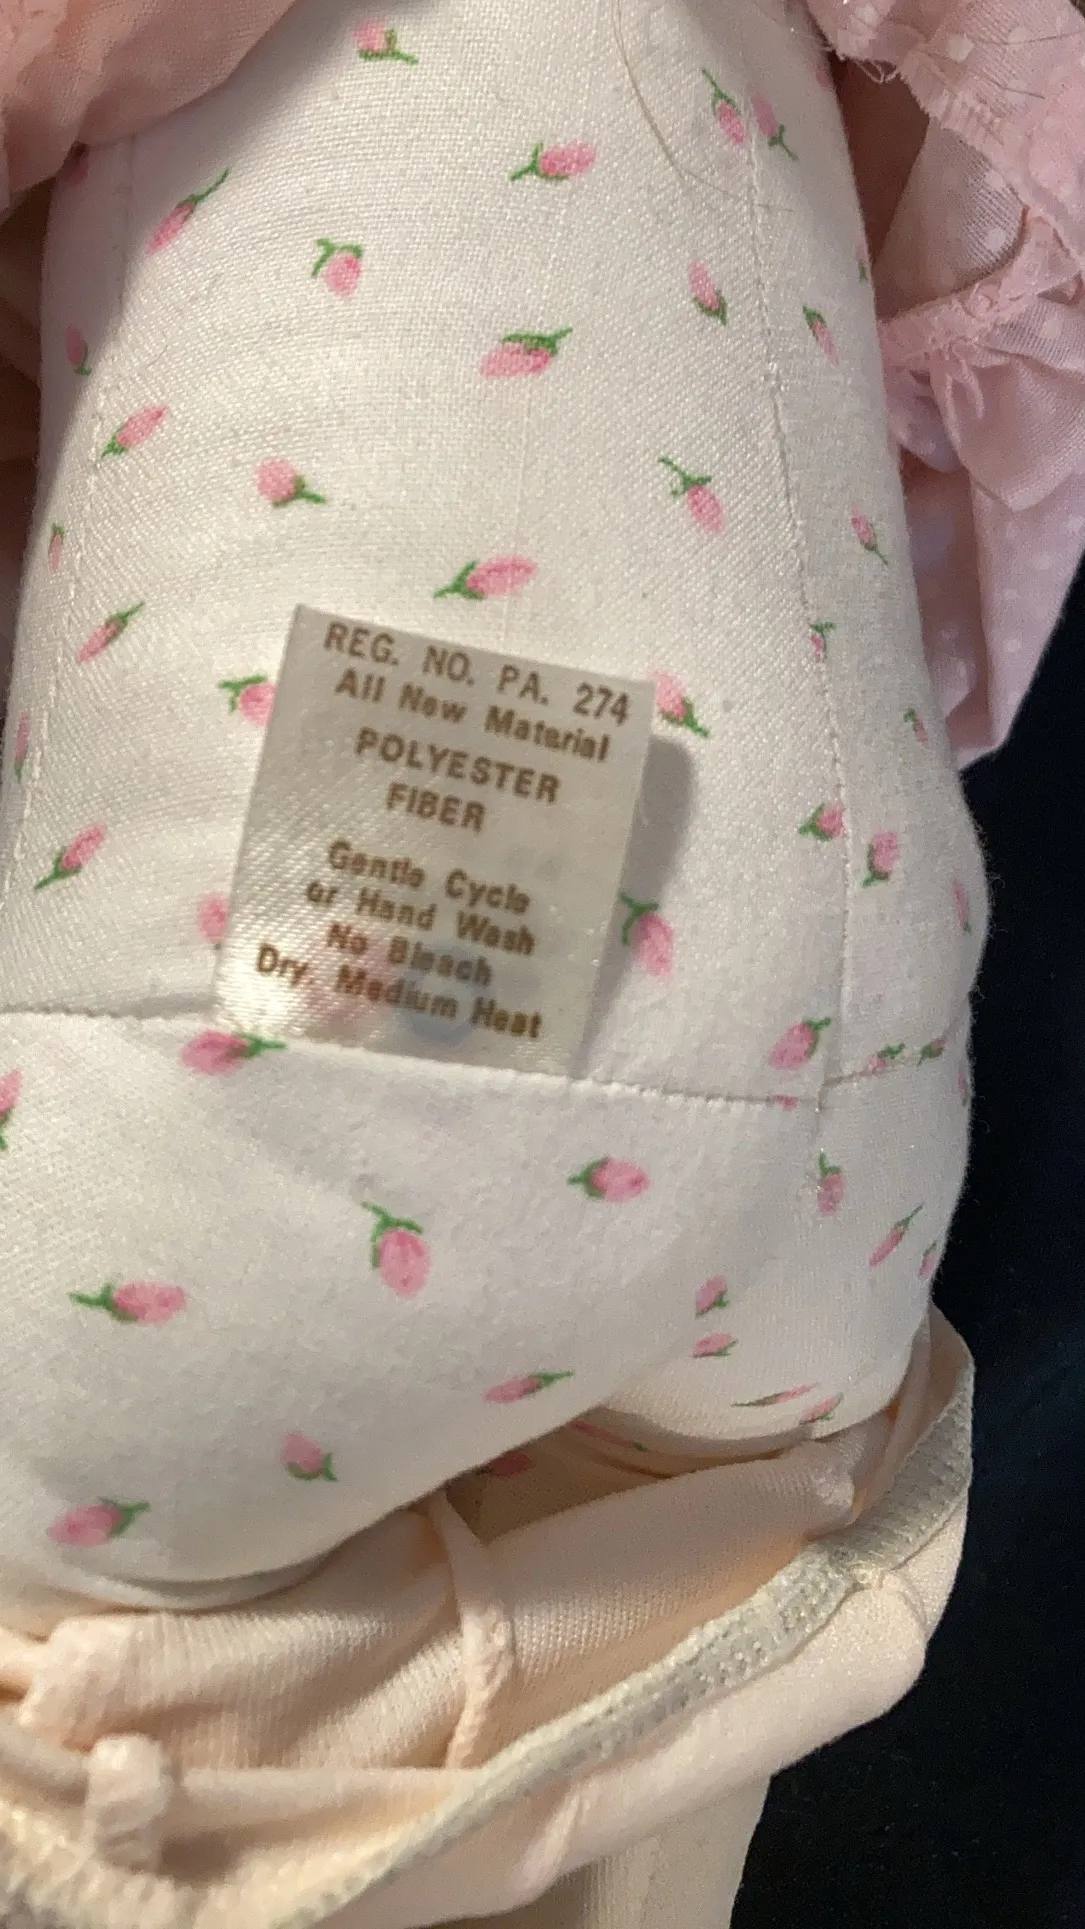 REG. NO. PA. 274
All New Material
POLYESTER
FIBER
Gentle Cycle
or Hand Wash
No Bleach
Dry, Medium Heat